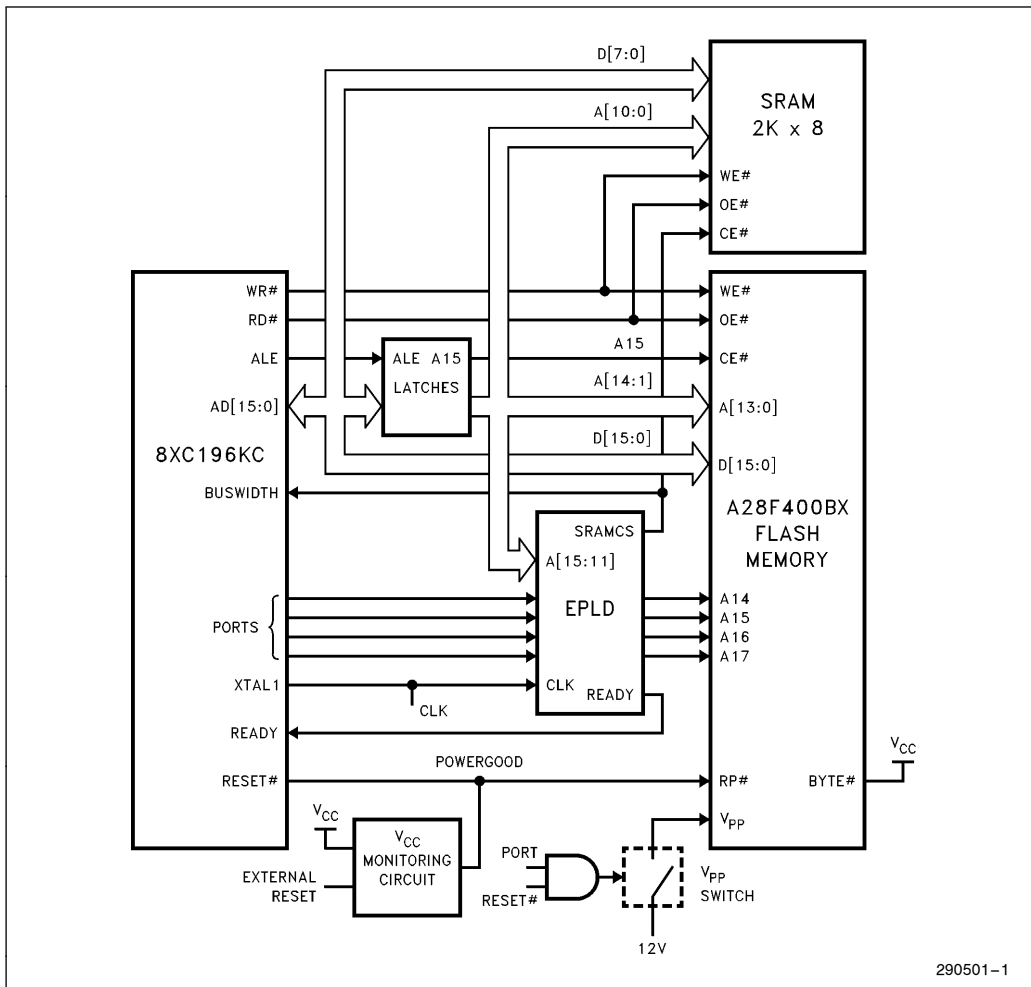 D[7:0]
SRAM
2K x 8
A[10:0]
WE#
OE#
CE#
WR#
RD#
ALE
AD[15:0]
8XC196KC
BUSWIDTH
PORTS
XTAL1
READY
RESET#
ALE A15
LATCHES
A15
A[14:1]
D[15:0]
WE#
OE#
CE#
A[13:0]
D[15:0]
A28F400BX
FLASH
MEMORY
SRAMCS
A[15:11]
EPLD
CLK
READY
CLK
A14
A15
A16
A17
POWERGOOD
RP#
BYTE#
VCC
VPP
VCC
VCC
MONITORING
CIRCUIT
EXTERNAL
RESET
PORT
RESET#
VPP
SWITCH
12V
290501-1